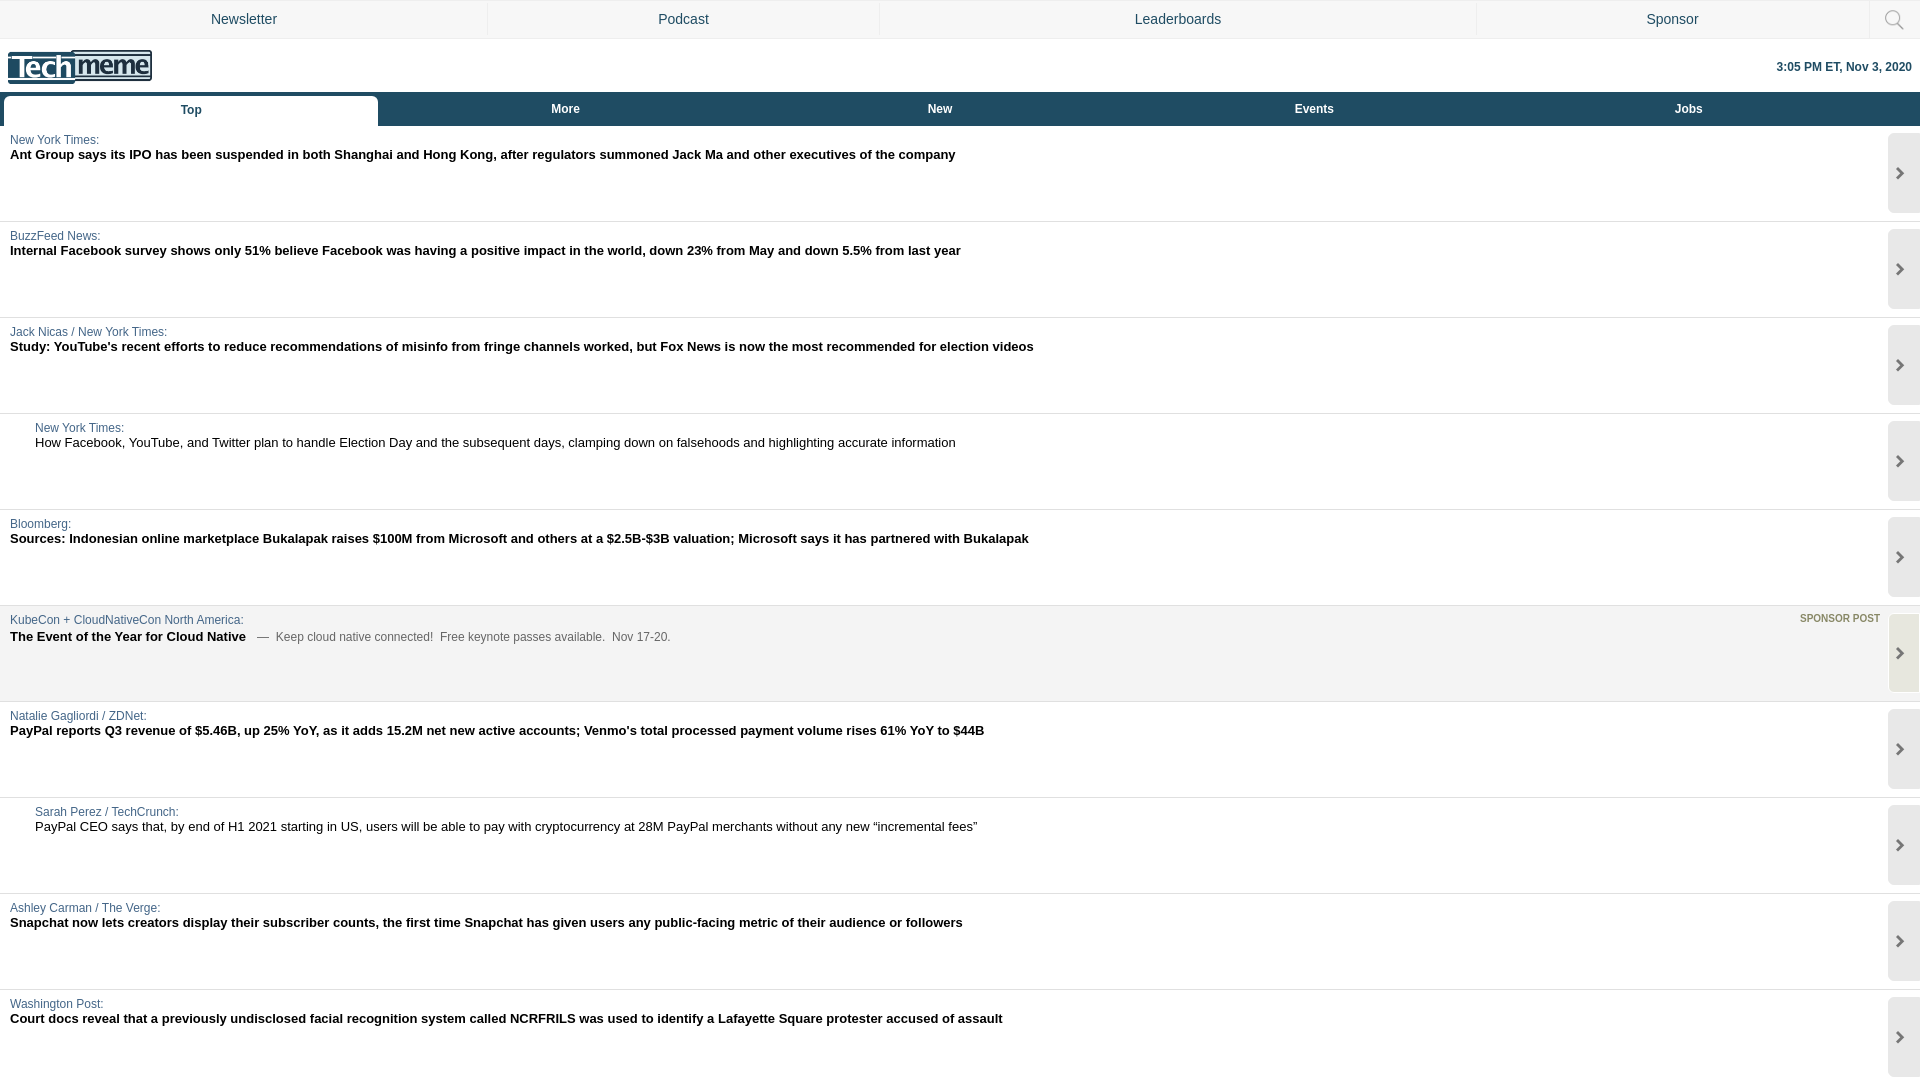 Newsletter
Podcast
Leaderboards
Sponsor
Techmeme
3:05 PM ET, Nov 3, 2020
Top
More
New
Events
Jobs
New York Times:
Ant Group says its IPO has been suspended in both Shanghai and Hong Kong, after regulators summoned Jack Ma and other executives of the company
BuzzFeed News:
Internal Facebook survey shows only 51% believe Facebook was having a positive impact in the world, down 23% from May and down 5.5% from last year
Jack Nicas / New York Times:
Study: YouTube's recent efforts to reduce recommendations of misinfo from fringe channels worked, but Fox News is now the most recommended for election videos
New York Times:
How Facebook, YouTube, and Twitter plan to handle Election Day and the subsequent days, clamping down on falsehoods and highlighting accurate information
Bloomberg:
Sources: Indonesian online marketplace Bukalapak raises $100M from Microsoft and others at a $2.5B-$3B valuation; Microsoft says it has partnered with Bukalapak
KubeCon + CloudNativeCon North America:
SPONSOR POST
The Event of the Year for Cloud Native — Keep cloud native connected! Free keynote passes available. Nov 17-20.
Natalie Gagliordi / ZDNet:
PayPal reports Q3 revenue of $5.46B, up 25% YoY, as it adds 15.2M net new active accounts; Venmo's total processed payment volume rises 61% YoY to $44B
Sarah Perez / TechCrunch:
PayPal CEO says that, by end of H1 2021 starting in US, users will be able to pay with cryptocurrency at 28M PayPal merchants without any new “incremental fees”
Ashley Carman / The Verge:
Snapchat now lets creators display their subscriber counts, the first time Snapchat has given users any public-facing metric of their audience or followers
Washington Post:
Court docs reveal that a previously undisclosed facial recognition system called NCRFRILS was used to identify a Lafayette Square protester accused of assault